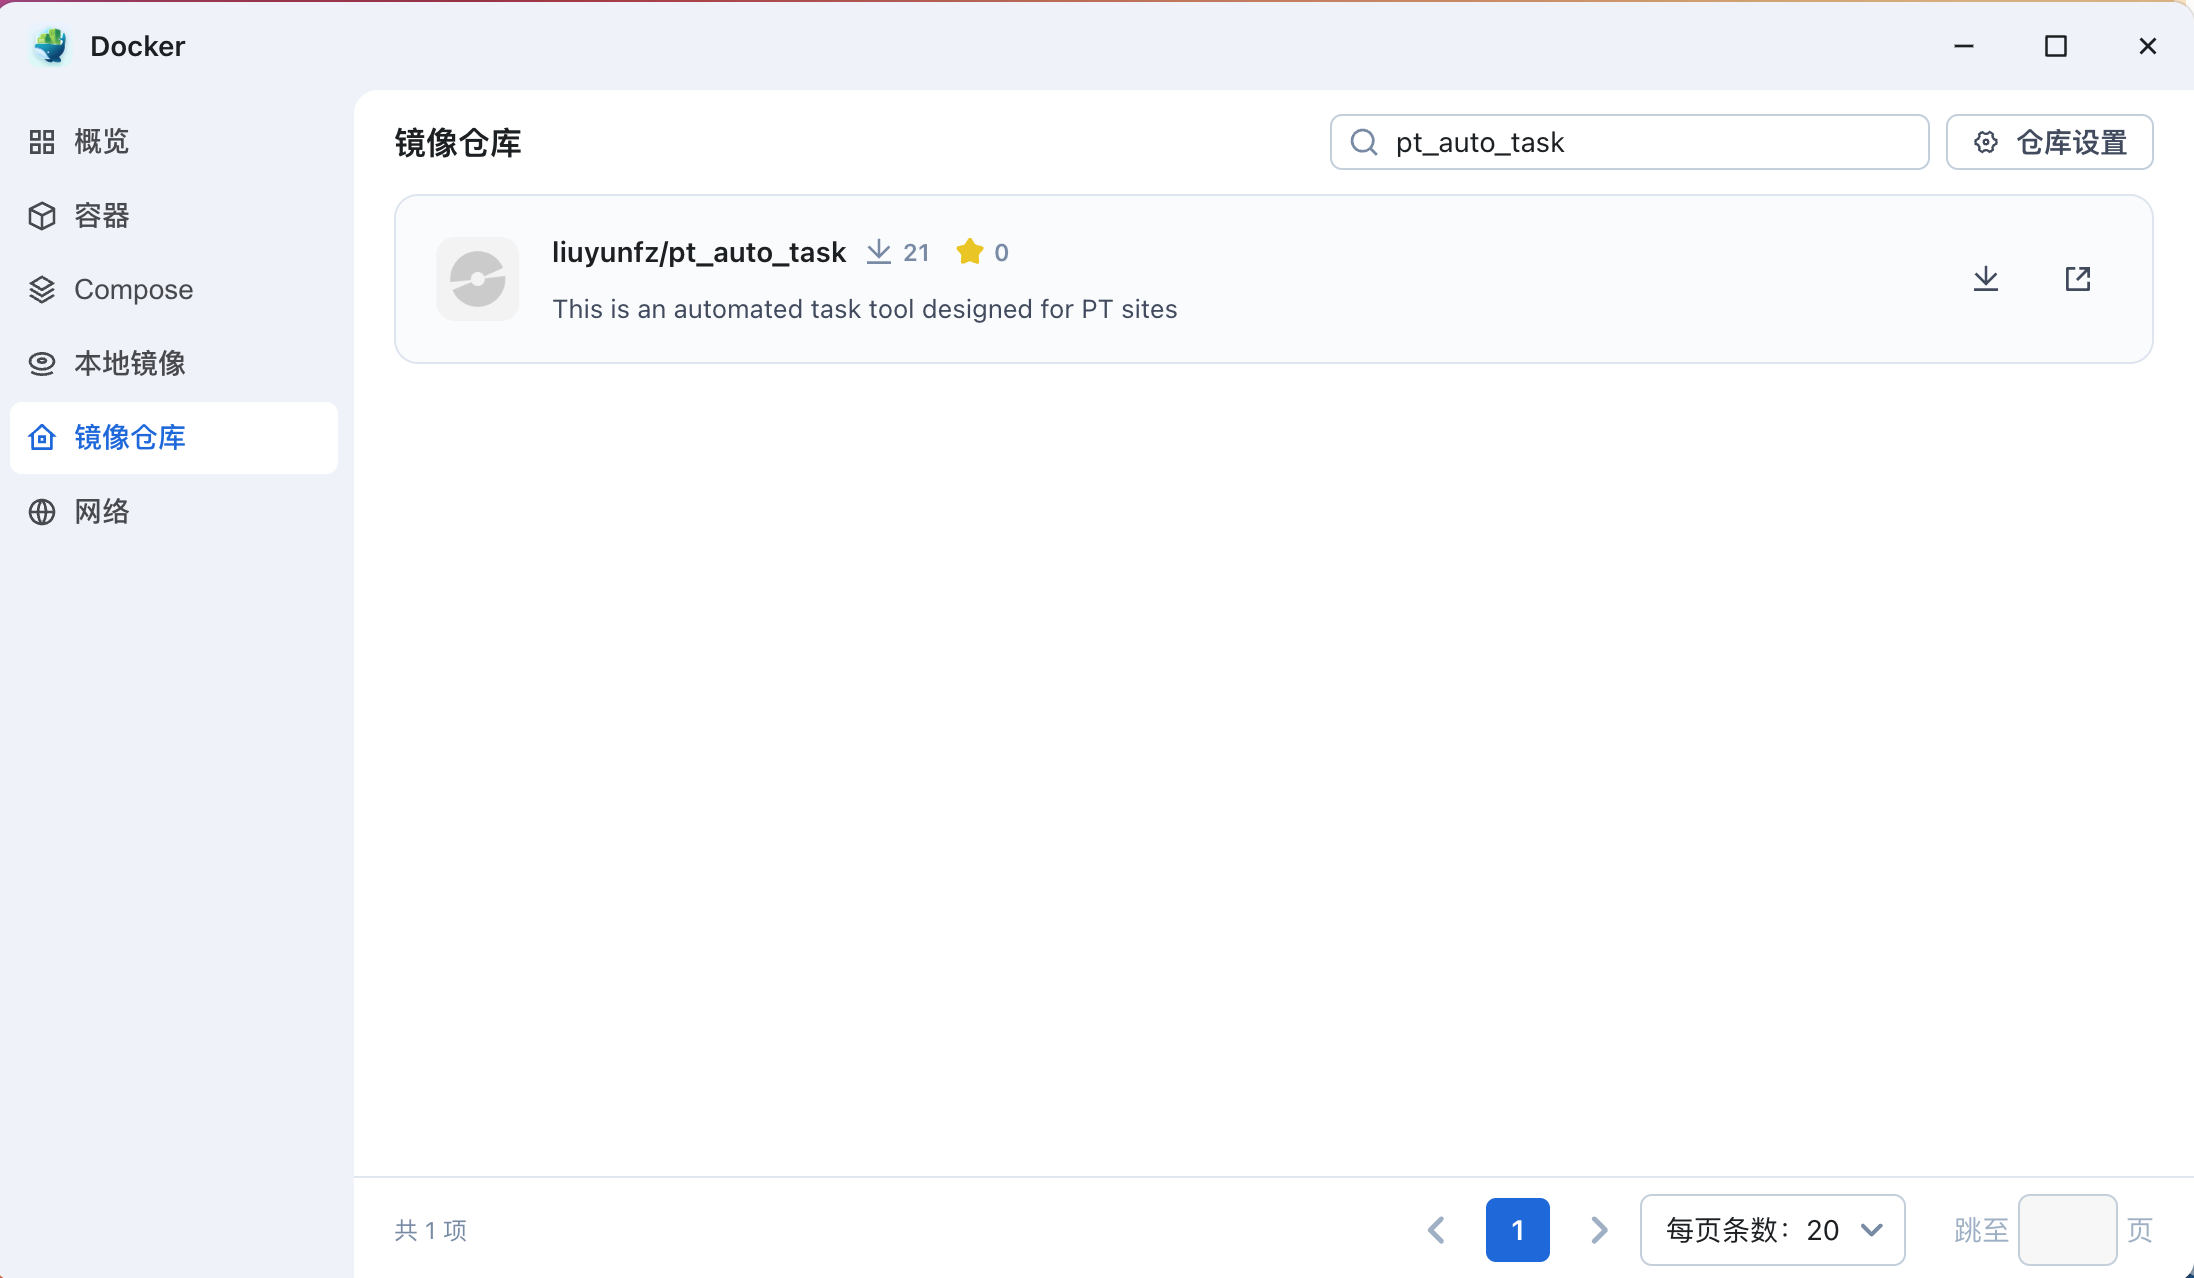 Docker
概览
容器
Compose
本地镜像
镜像仓库
网络
镜像仓库
pt_auto_task
仓库设置
liuyunfz/pt_auto_task 21 0
This is an automated task tool designed for PT sites
共 1 项
1
每页条数: 20
跳至 页